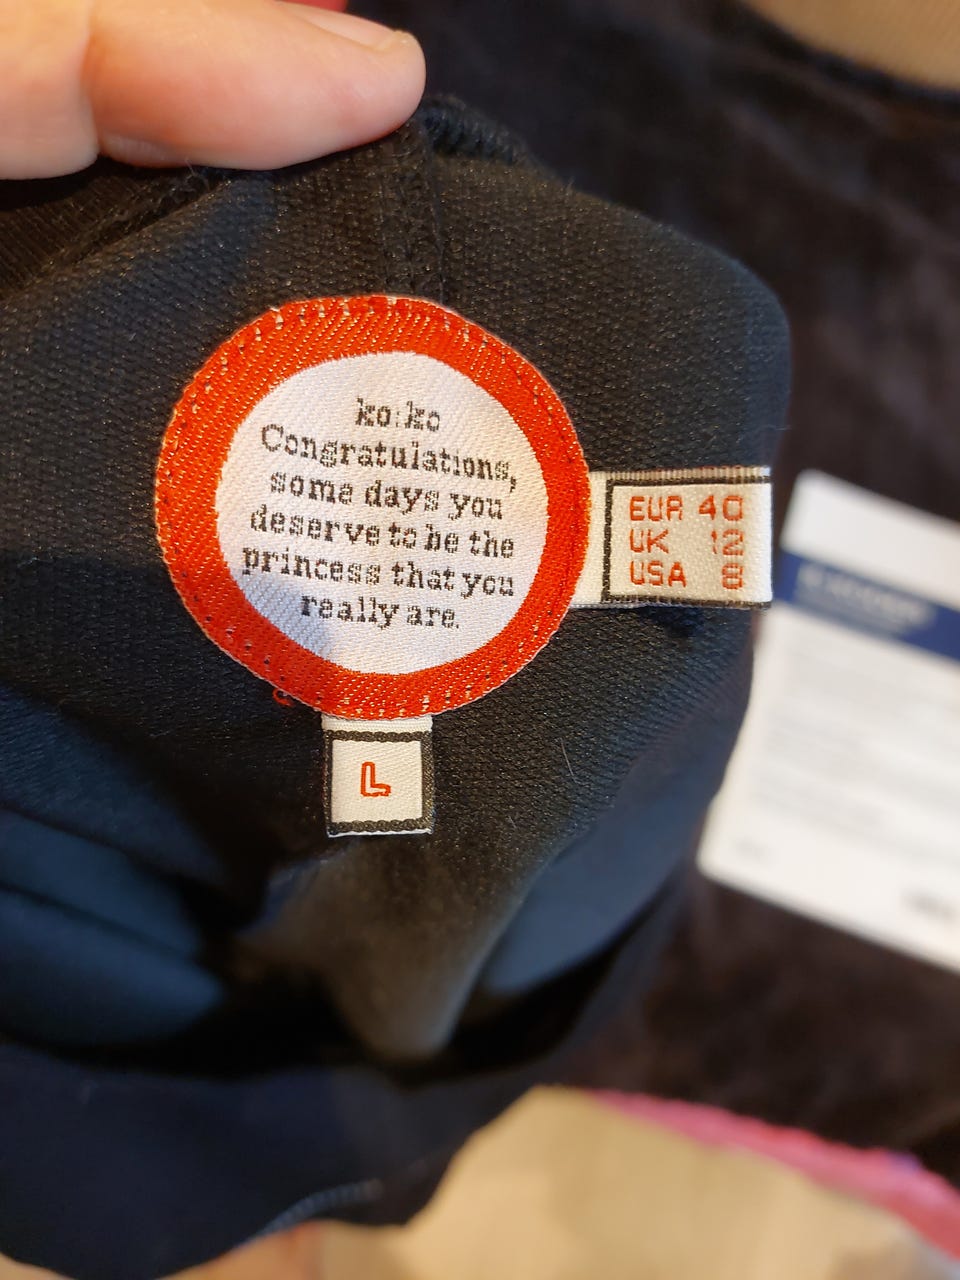 ko:ko
Congratulations,
some days you
deserve to be the
princess that you
really are.
EUR 40
UK 12
USA 8
L